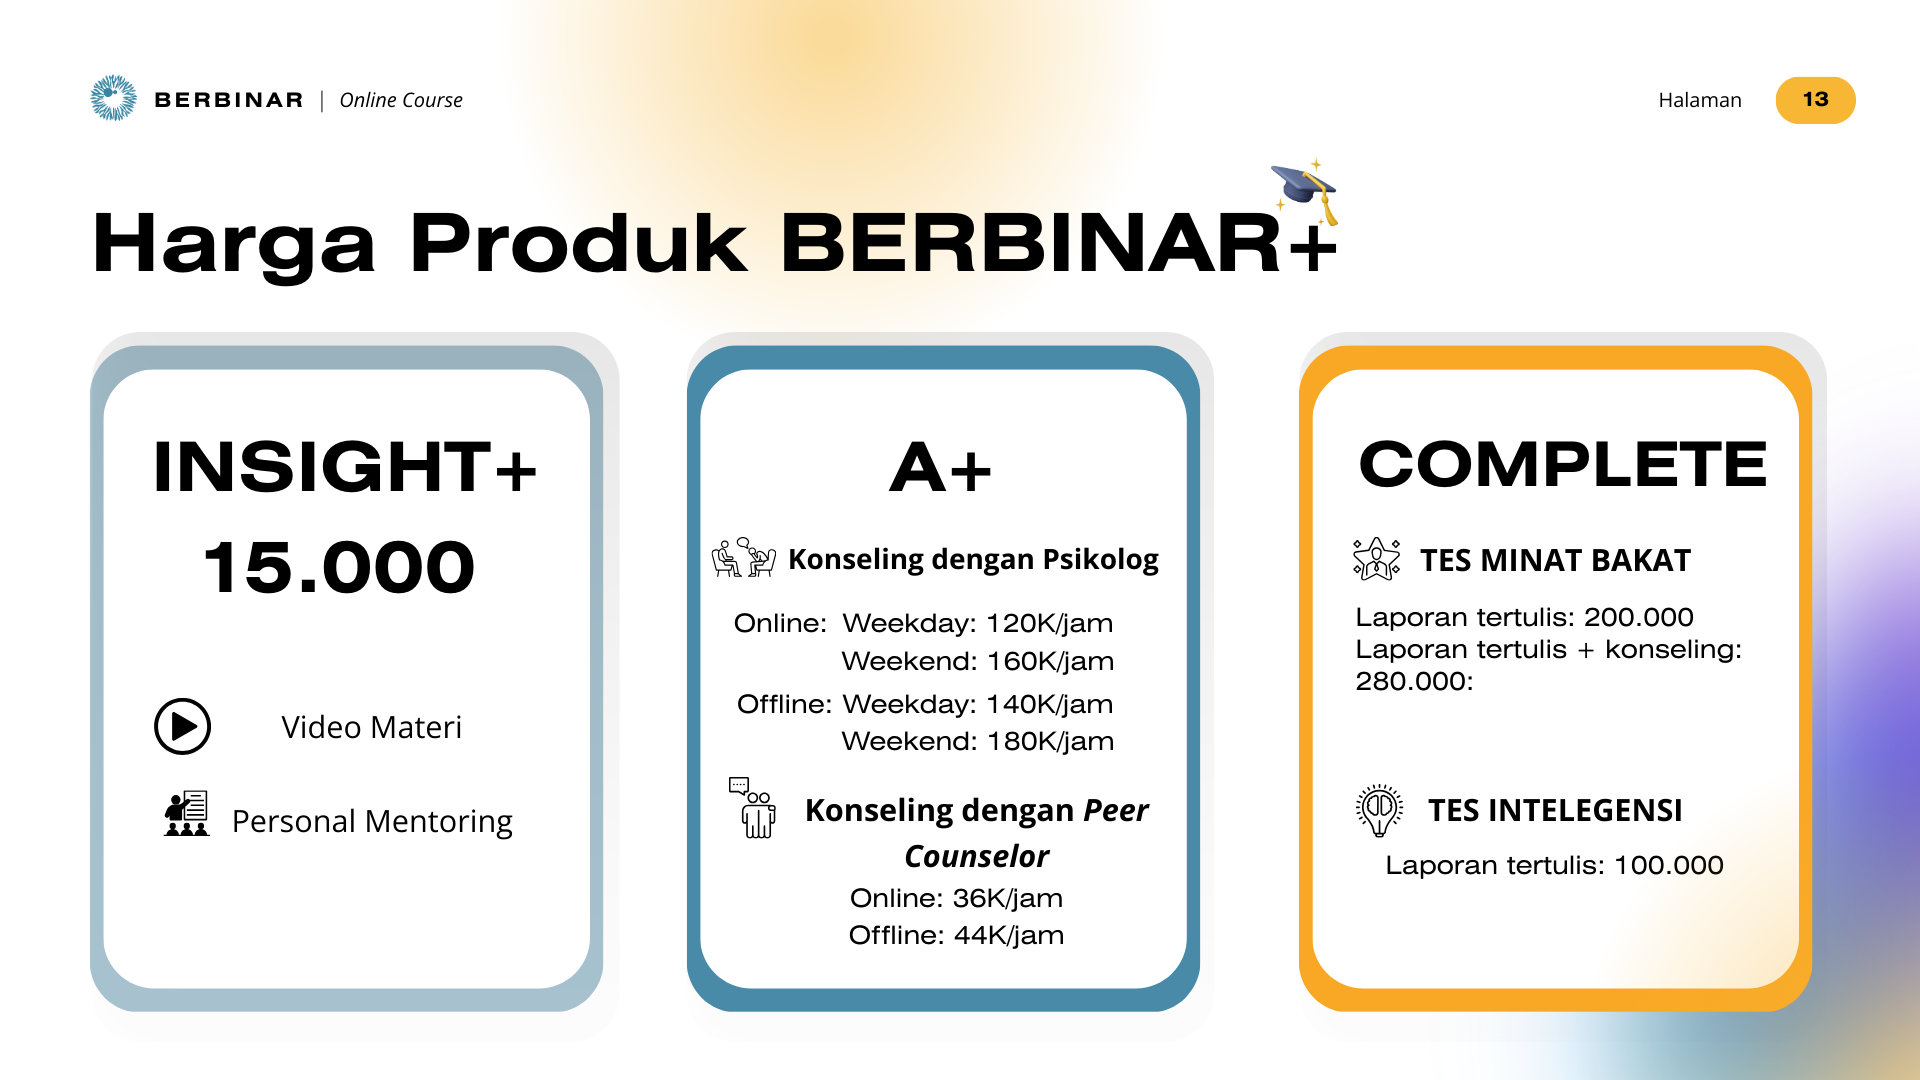 BERBINAR | Online Course
Halaman 13
Harga Produk BERBINAR+
INSIGHT+
15.000
Video Materi
Personal Mentoring
A+
Konseling dengan Psikolog
Online: Weekday: 120K/jam
Weekend: 160K/jam
Offline: Weekday: 140K/jam
Weekend: 180K/jam
Konseling dengan Peer
Counselor
Online: 36K/jam
Offline: 44K/jam
COMPLETE
TES MINAT BAKAT
Laporan tertulis: 200.000
Laporan tertulis + konseling:
280.000:
TES INTELEGENSI
Laporan tertulis: 100.000